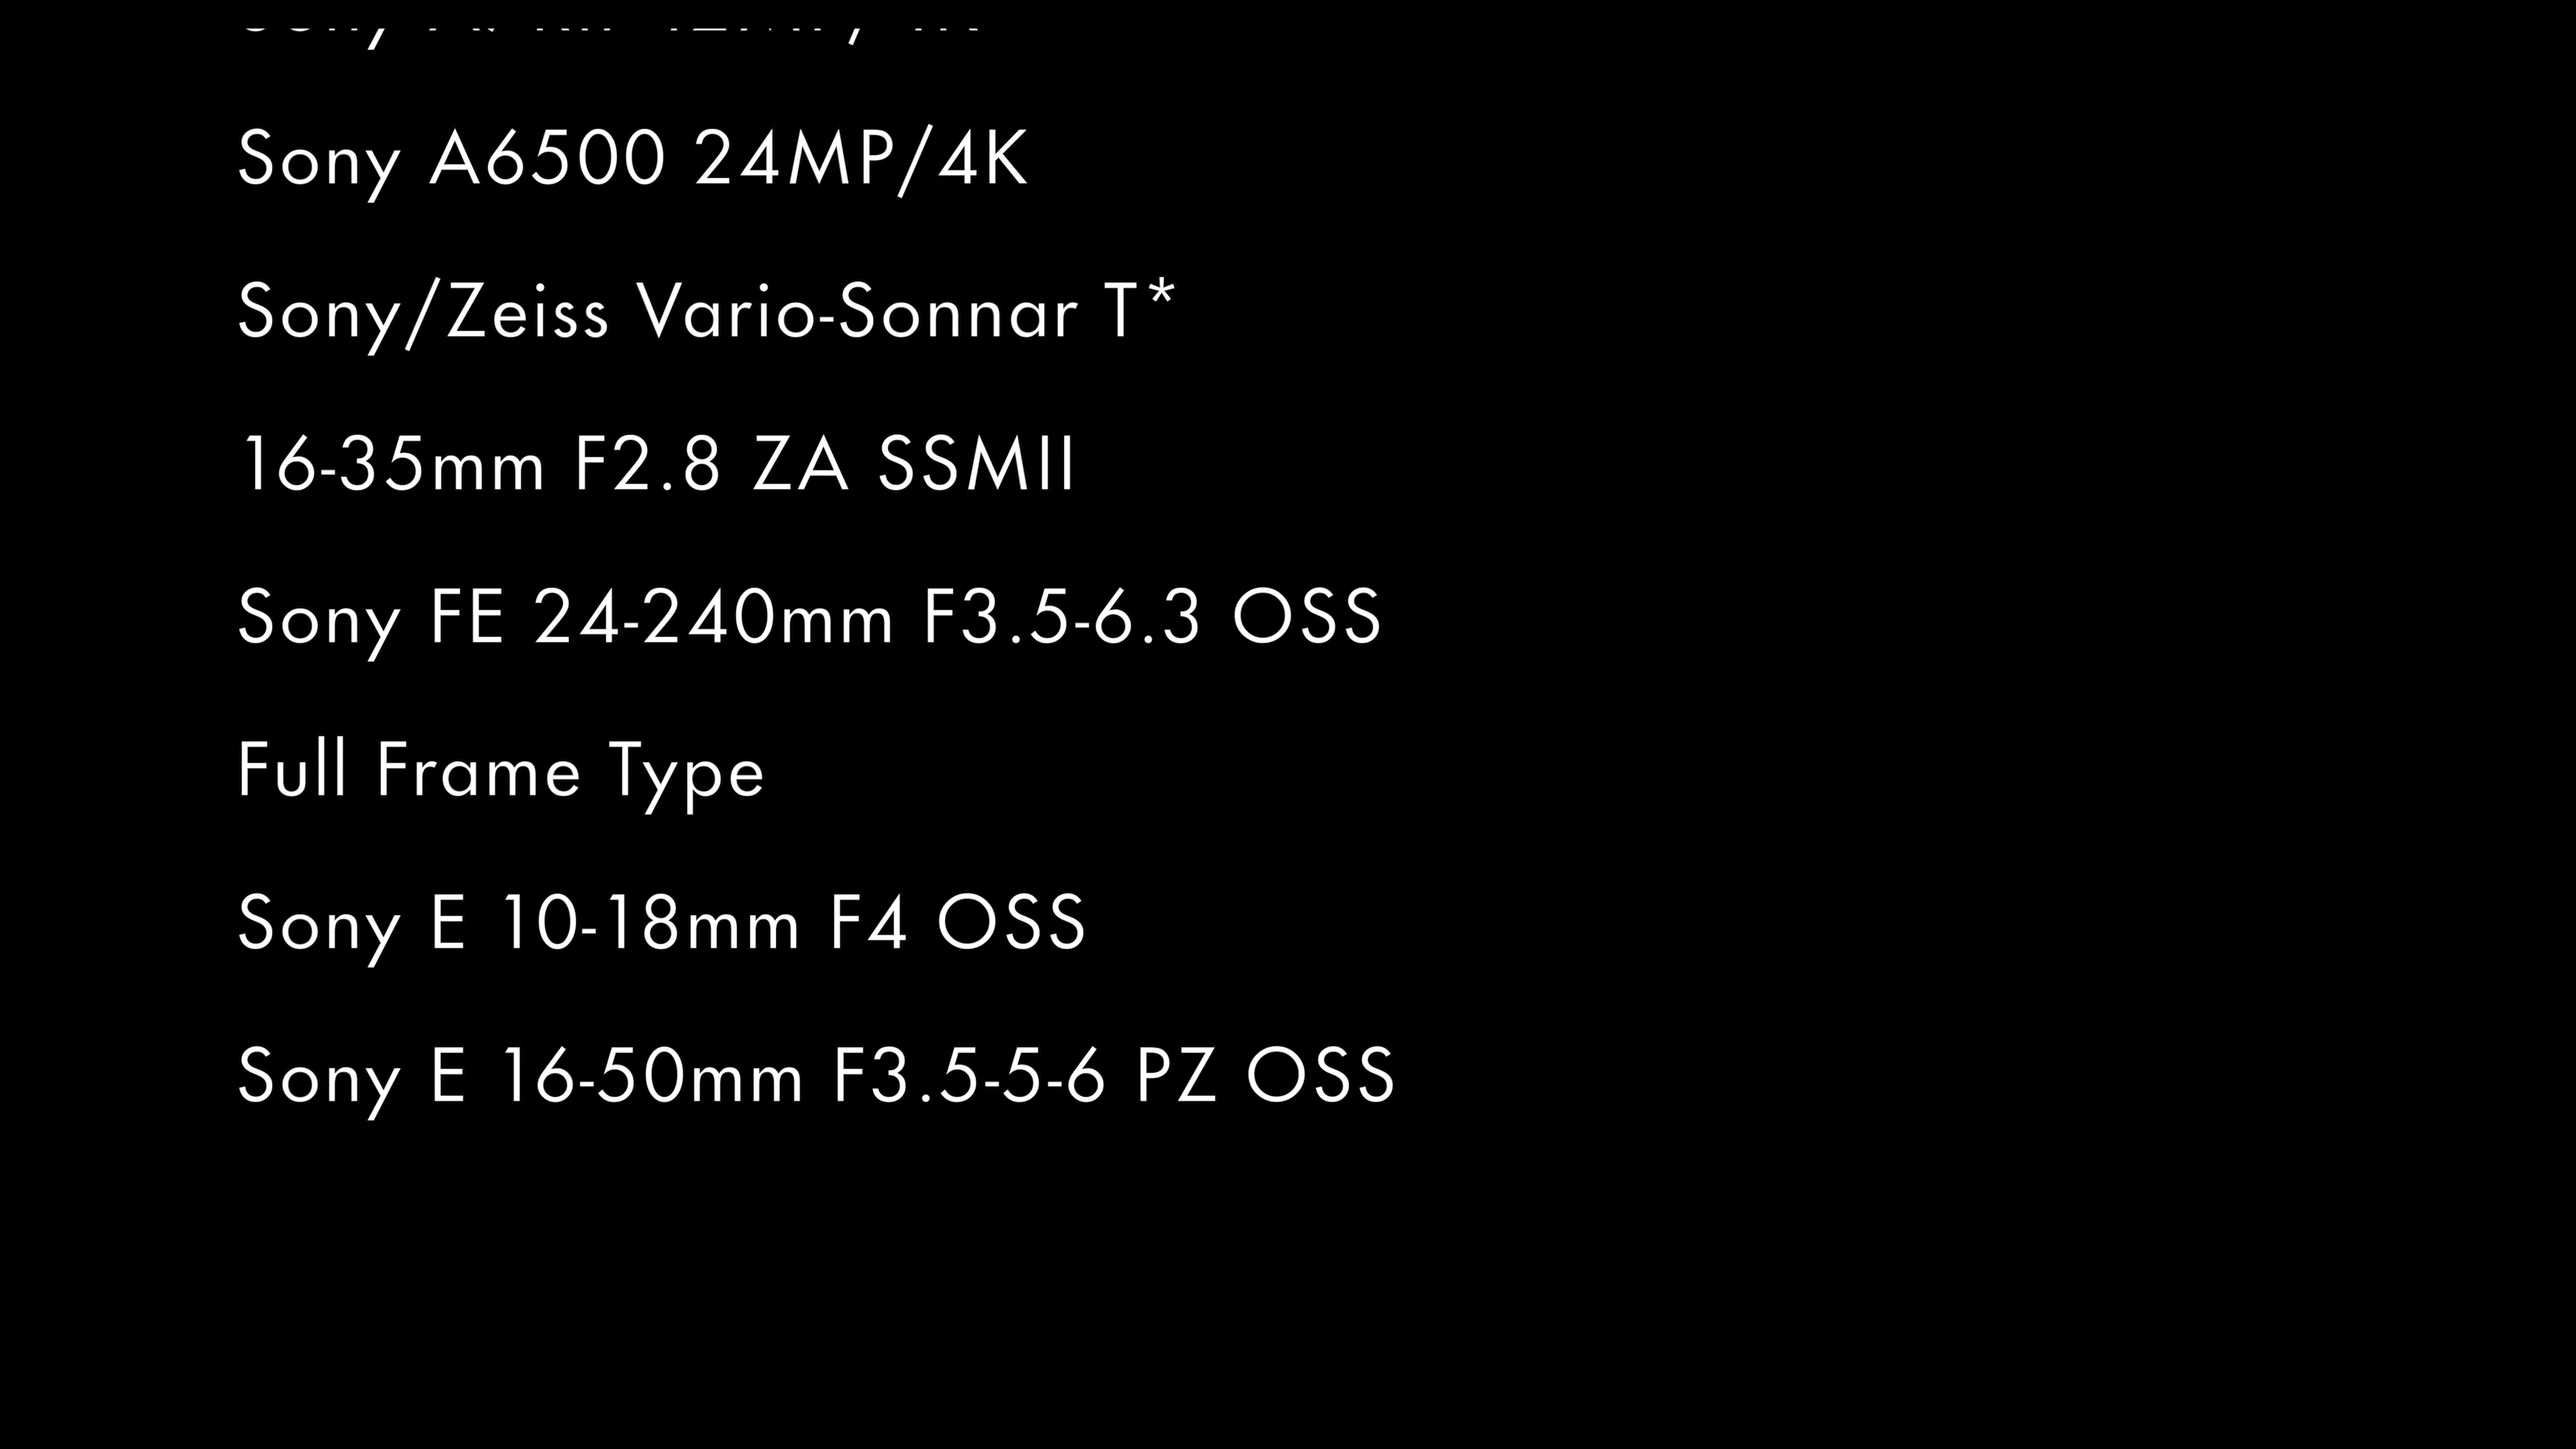 Sony
Sony A6500 24MP/4K
Sony/Zeiss Vario-Sonnar T*
16-35mm F2.8 ZA SSMII
Sony FE 24-240mm F3.5-6.3 OSS
Full Frame Type
Sony E 10-18mm F4 OSS
Sony E 16-50mm F3.5-5-6 PZ OSS